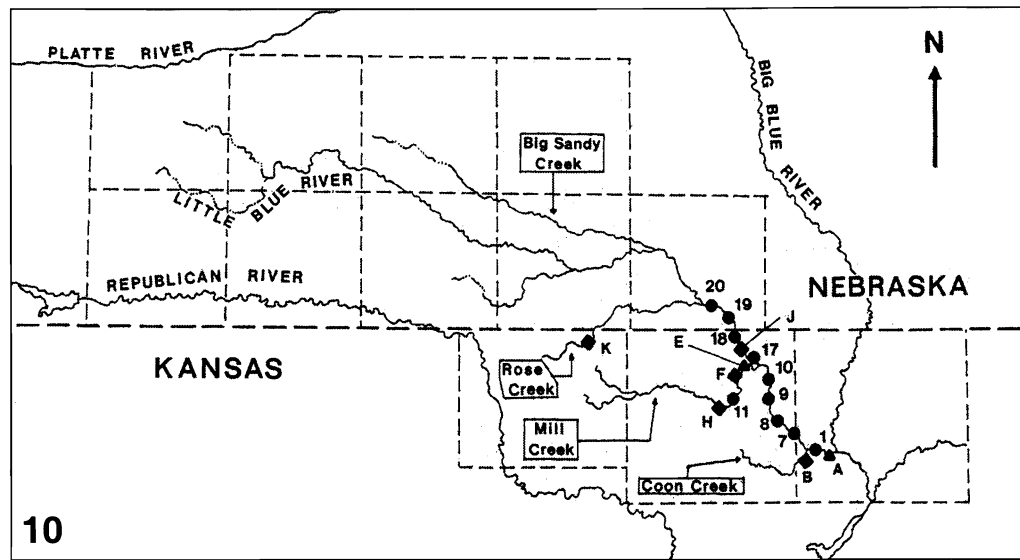 PLATTE RIVER
N
BIG BLUE RIVER
Big Sandy
Creek
LITTLE BLUE RIVER
REPUBLICAN RIVER
NEBRASKA
20
19
18
J
E
17
K
KANSAS
Rose
Creek
F
10
9
11
H
8
Mill
Creek
7
1
B
A
Coon Creek
10